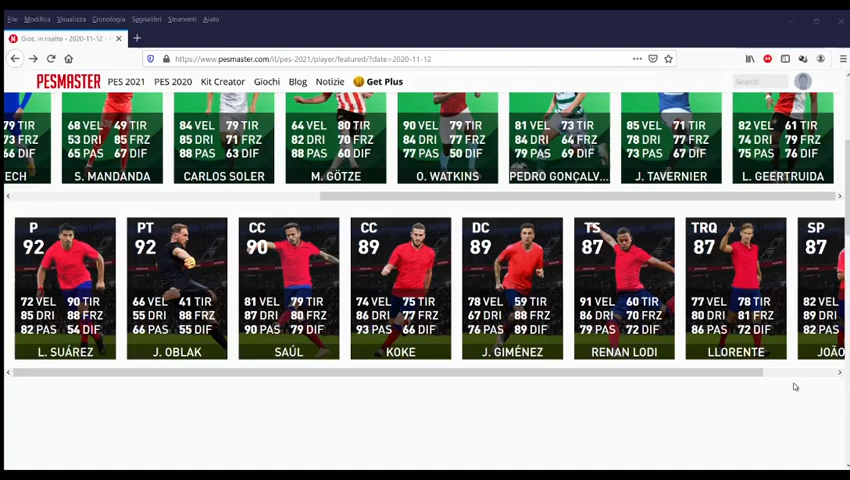 File Modifica Visualizza Cronologia Segnalibri Strumenti Aiuto
Gioc. in risalto - 2020-11-12 -
https://www.pesmaster.com/it/pes-2021/player/featured/?date=2020-11-12
PESMASTER PES 2021 PES 2020 Kit Creator Giochi Blog Notizie Get Plus Search
79 TIR 68 VEL 49 TIR 84 VEL 79 TIR 64 VEL 80 TIR 90 VEL 79 TIR 81 VEL 73 TIR 85 VEL 71 TIR 82 VEL 61 TIR
73 FRZ 53 DRI 85 FRZ 85 DRI 71 FRZ 82 DRI 70 FRZ 84 DRI 77 FRZ 84 DRI 64 FRZ 78 DRI 77 FRZ 74 DRI 79 FRZ
66 DIF 65 PAS 67 DIF 88 PAS 63 DIF 88 PAS 60 DIF 77 PAS 50 DIF 79 PAS 69 DIF 73 PAS 67 DIF 75 PAS 76 DIF
ECH S. MANDANDA CARLOS SOLER M. GÖTZE O. WATKINS PEDRO GONÇALV... J. TAVERNIER L. GEERTRUIDA
P PT CC CC DC TS TRQ SP
92 92 90 89 89 87 87 87
72 VEL 90 TIR 66 VEL 41 TIR 81 VEL 79 TIR 74 VEL 75 TIR 78 VEL 59 TIR 91 VEL 60 TIR 77 VEL 78 TIR 82 VEL
85 DRI 88 FRZ 55 DRI 88 FRZ 87 DRI 80 FRZ 86 DRI 77 FRZ 67 DRI 88 FRZ 86 DRI 70 FRZ 80 DRI 81 FRZ 89 DRI
82 PAS 54 DIF 66 PAS 55 DIF 90 PAS 79 DIF 93 PAS 66 DIF 76 PAS 89 DIF 79 PAS 72 DIF 86 PAS 72 DIF 82 PAS
L. SUÁREZ J. OBLAK SAÚL KOKE J. GIMÉNEZ RENAN LODI LLORENTE JOÃO